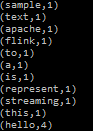 (sample,1)
(text,1)
(apache,1)
(flink,1)
(to,1)
(a,1)
(is,1)
(represent,1)
(streaming,1)
(this,1)
(hello,4)